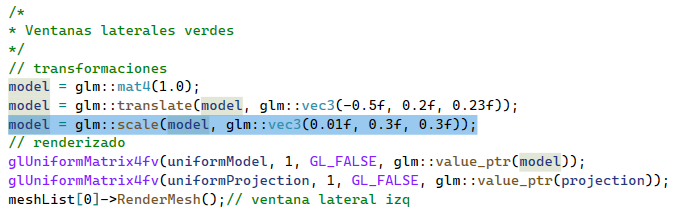 /*
* Ventanas laterales verdes
*/
// transformaciones
model = glm::mat4(1.0);
model = glm::translate(model, glm::vec3(-0.5f, 0.2f, 0.23f));
model = glm::scale(model, glm::vec3(0.01f, 0.3f, 0.3f));
// renderizado
glUniformMatrix4fv(uniformModel, 1, GL_FALSE, glm::value_ptr(model));
glUniformMatrix4fv(uniformProjection, 1, GL_FALSE, glm::value_ptr(projection));
meshList[0]->RenderMesh();// ventana lateral izq